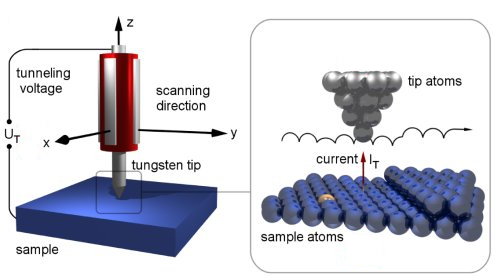 z
tunneling
voltage
scanning
direction
U_T
x
y
tungsten tip
sample
tip atoms
current I_T
sample atoms